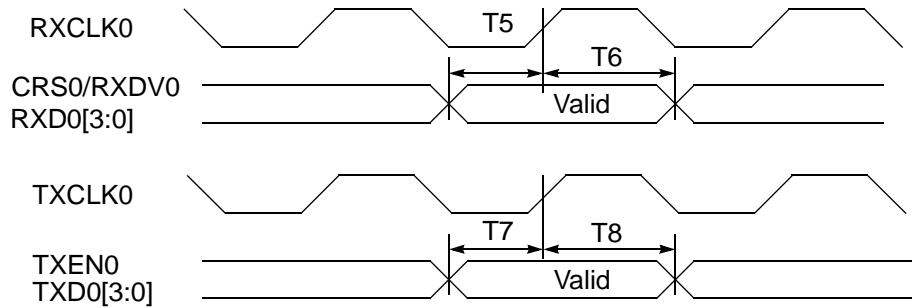 RXCLK0
T5
T6
CRS0/RXDV0
Valid
RXD0[3:0]
TXCLK0
T7
T8
TXEN0
Valid
TXD0[3:0]